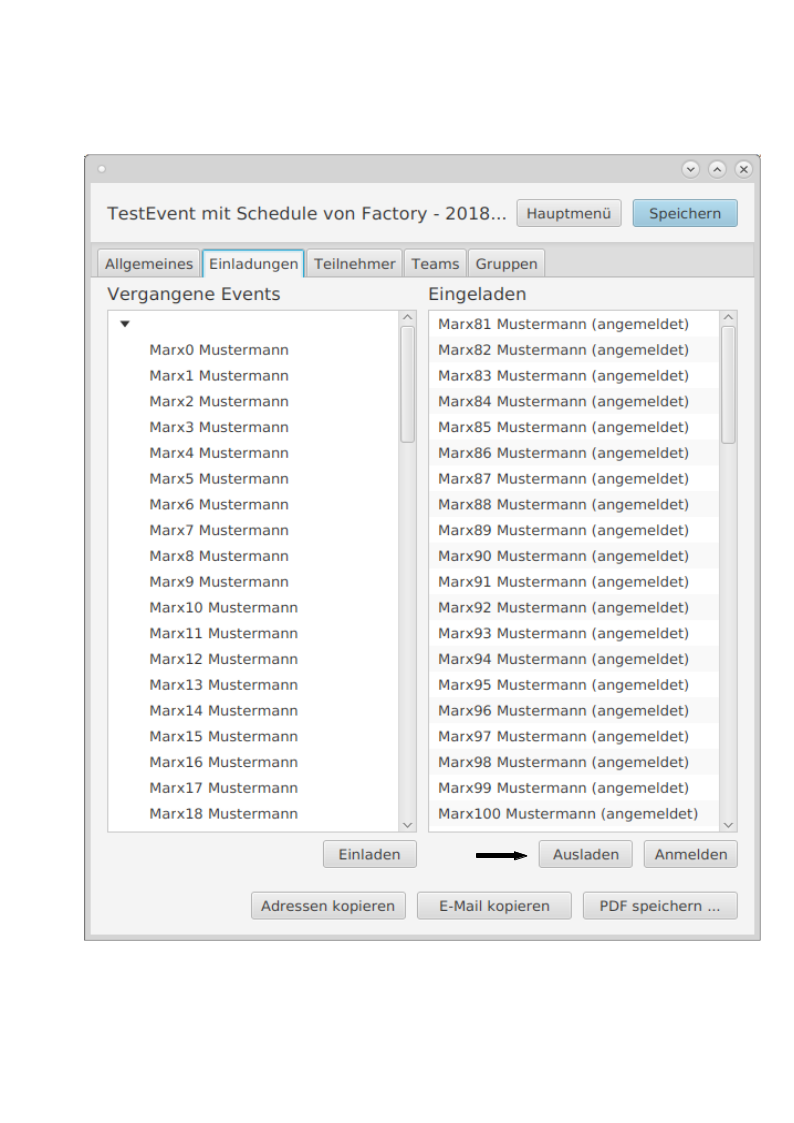 TestEvent mit Schedule von Factory - 2018...
Hauptmenü
Speichern
Allgemeines
Einladungen
Teilnehmer
Teams
Gruppen
Vergangene Events
Marx0 Mustermann
Marx1 Mustermann
Marx2 Mustermann
Marx3 Mustermann
Marx4 Mustermann
Marx5 Mustermann
Marx6 Mustermann
Marx7 Mustermann
Marx8 Mustermann
Marx9 Mustermann
Marx10 Mustermann
Marx11 Mustermann
Marx12 Mustermann
Marx13 Mustermann
Marx14 Mustermann
Marx15 Mustermann
Marx16 Mustermann
Marx17 Mustermann
Marx18 Mustermann
Einladen
Eingeladen
Marx81 Mustermann (angemeldet)
Marx82 Mustermann (angemeldet)
Marx83 Mustermann (angemeldet)
Marx84 Mustermann (angemeldet)
Marx85 Mustermann (angemeldet)
Marx86 Mustermann (angemeldet)
Marx87 Mustermann (angemeldet)
Marx88 Mustermann (angemeldet)
Marx89 Mustermann (angemeldet)
Marx90 Mustermann (angemeldet)
Marx91 Mustermann (angemeldet)
Marx92 Mustermann (angemeldet)
Marx93 Mustermann (angemeldet)
Marx94 Mustermann (angemeldet)
Marx95 Mustermann (angemeldet)
Marx96 Mustermann (angemeldet)
Marx97 Mustermann (angemeldet)
Marx98 Mustermann (angemeldet)
Marx99 Mustermann (angemeldet)
Marx100 Mustermann (angemeldet)
Ausladen
Anmelden
Adressen kopieren
E-Mail kopieren
PDF speichern ...